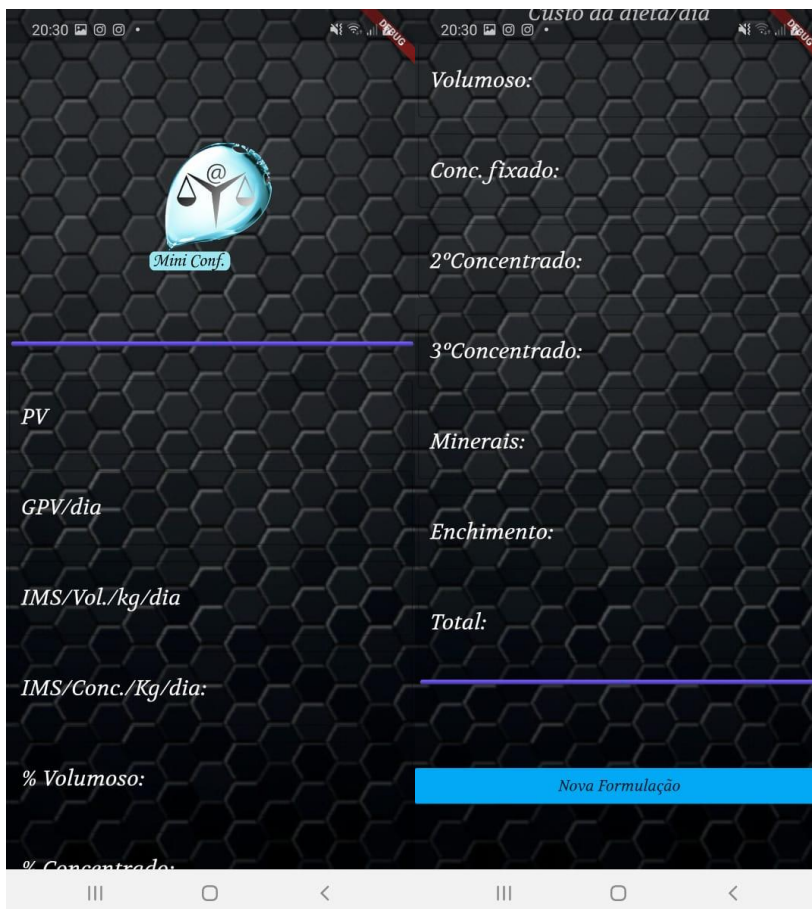 20:30
DEBUG
@
Mini Conf.
PV
GPV/dia
IMS/Vol./kg/dia
IMS/Conc./Kg/dia:
% Volumoso:
% Concentrado:
Custo da dieta/dia
20:30
DEBUG
Volumoso:
Conc. fixado:
2ºConcentrado:
3ºConcentrado:
Minerais:
Enchimento:
Total:
Nova Formulação